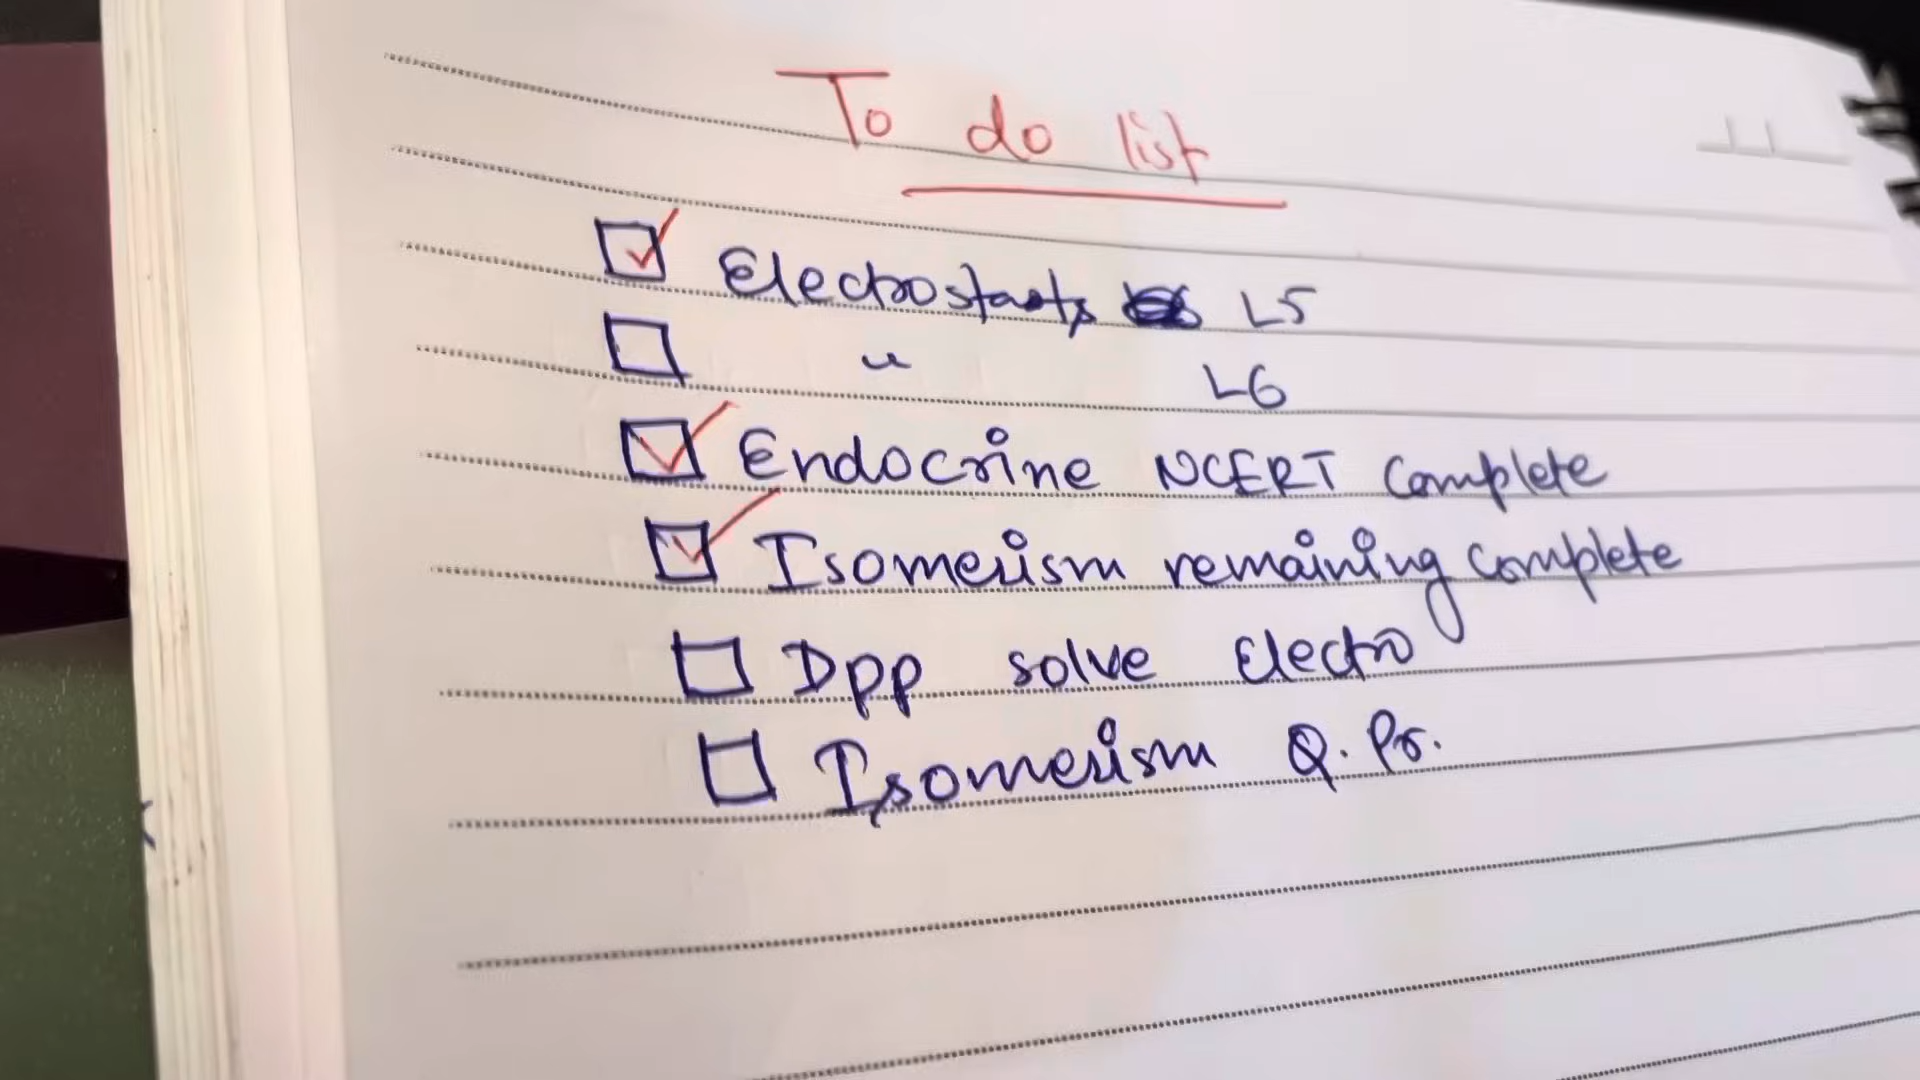 To do list
Electrostats L5
" L6
Endocrine NCERT Complete
Isomerism remaining complete
Dpp solve Electro
Isomerism Q. Pr.